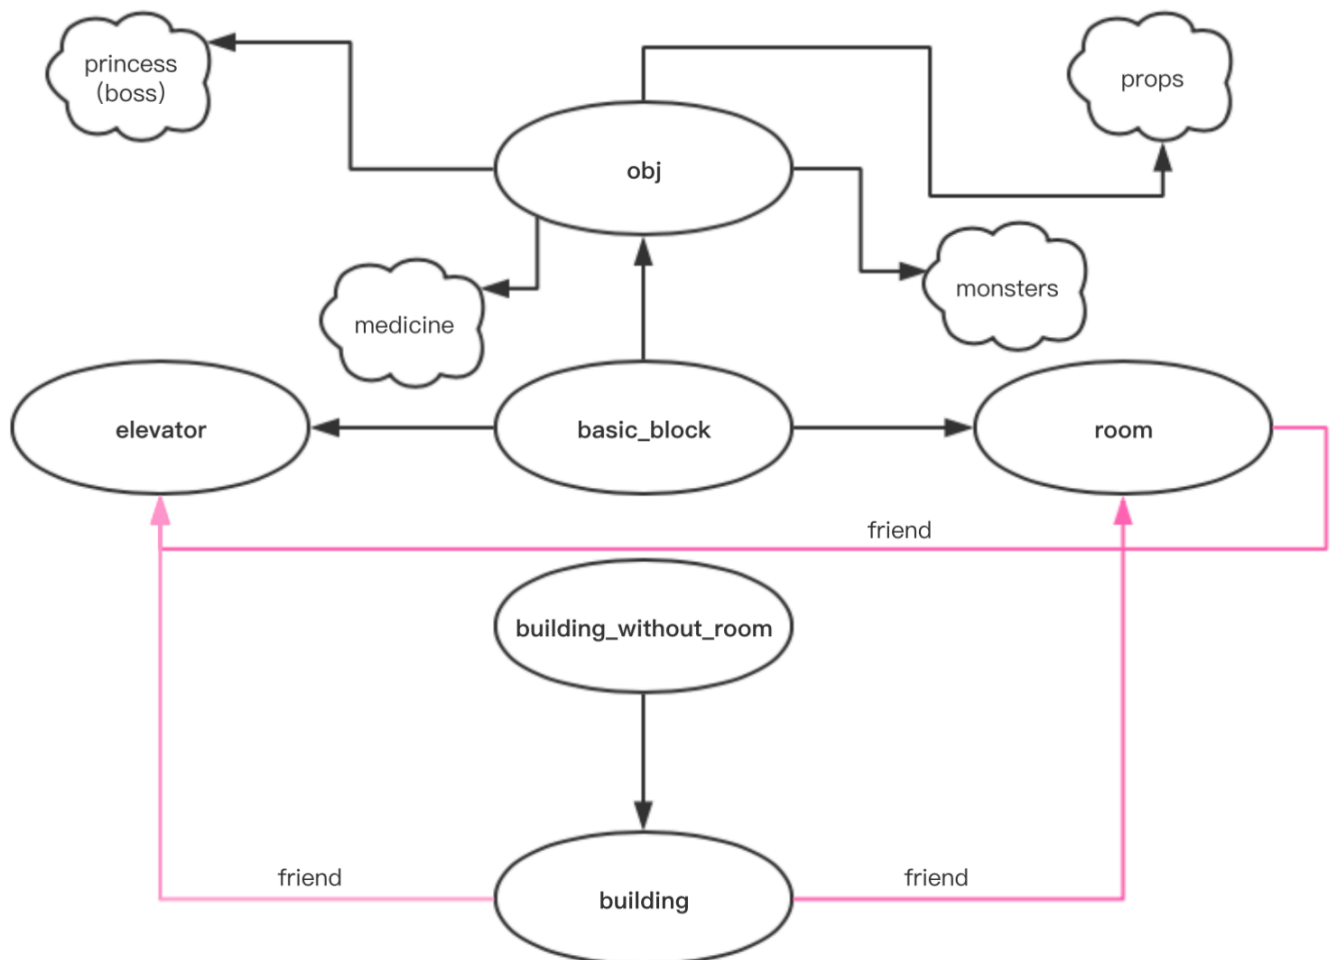 princess
(boss)
props
obj
monsters
medicine
elevator
basic_block
room
friend
building_without_room
friend
friend
building